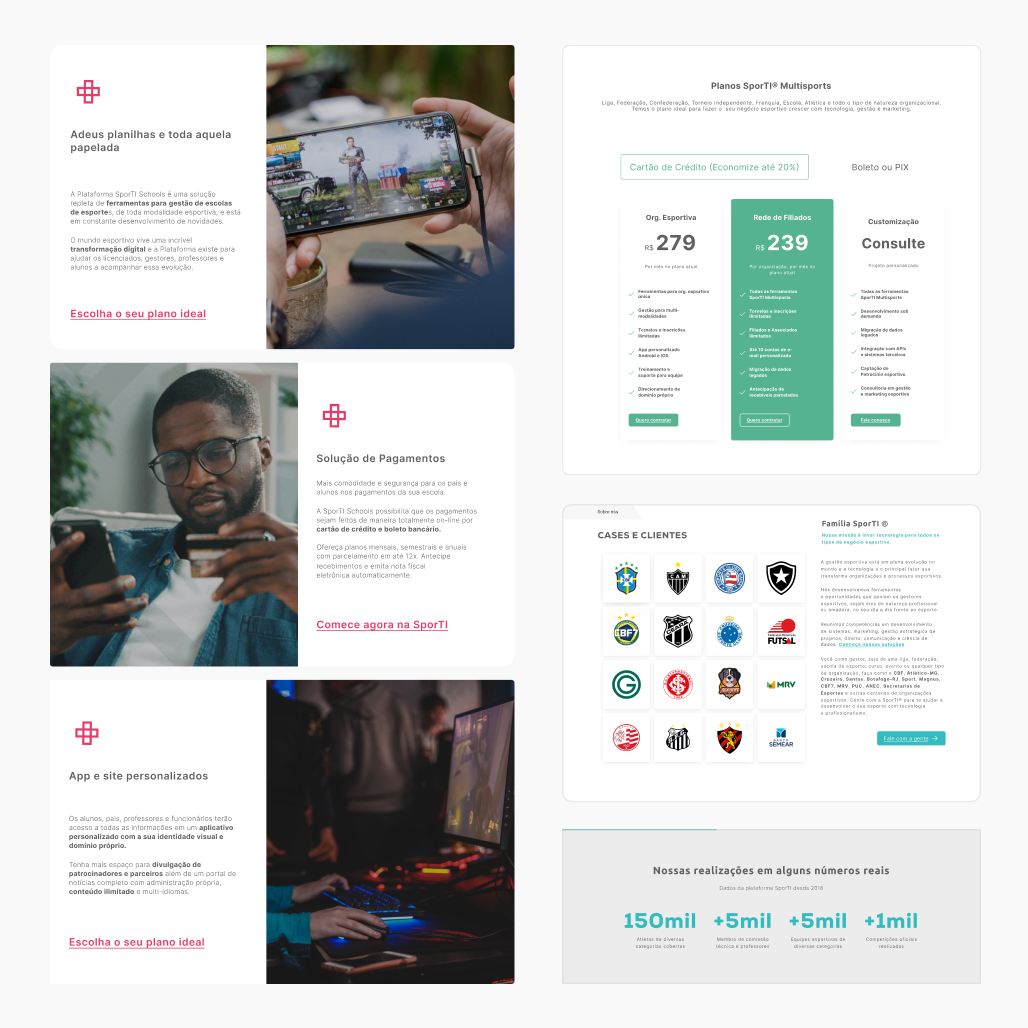 Adeus planilhas e toda aquela
papelada
A Plataforma SporTI Schools é uma solução
repleta de ferramentas para gestão de escolas
de esportes, de toda modalidade esportiva, e está
em constante desenvolvimento de novidades.
O mundo esportivo vive uma incrível
transformação digital e a Plataforma existe para
ajudar os licenciados, gestores, professores e
alunos a acompanhar essa evolução.
Escolha o seu plano ideal
START
Solução de Pagamentos
Mais comodidade e segurança para os pais e
alunos nos pagamentos da sua escola.
A SporTI Schools possibilita que os pagamentos
sejam feitos de maneira totalmente on-line por
cartão de crédito e boleto bancário.
Ofereça planos mensais, semestrais e anuais
com parcelamento em até 12x. Antecipe
recebimentos e emita nota fiscal
eletrônica automaticamente.
Comece agora na SporTI
App e site personalizados
Os alunos, pais, professores e funcionários terão
acesso a todas as informações em um aplicativo
personalizado com a sua identidade visual e
domínio próprio.
Tenha mais espaço para divulgação de
patrocinadores e parceiros além de um portal de
notícias completo com administração própria,
conteúdo ilimitado e multi-idiomas.
Escolha o seu plano ideal
Planos SporTI® Multisports
Liga, Federação, Confederação, Torneio Independente, Franquia, Escola, Atlética e todo o tipo de natureza organizacional.
Temos o plano ideal para fazer o seu negócio esportivo crescer com tecnologia, gestão e marketing.
Cartão de Crédito (Economize até 20%)
Boleto ou PIX
Org. Esportiva
R$ 279
Por mês no plano atual
Ferramentas para org. esportiva
única
Gestão para multi-
modalidades
Torneios e inscrições
ilimitadas
App personalizado
Android e iOS
Treinamento e
suporte para equipe
Direcionamento de
domínio próprio
Quero contratar
Rede de Filiados
R$ 239
Por organização, por mês no
plano atual
Todas as ferramentas
SporTI Multisports
Torneios e inscrições
ilimitadas
Filiados e Associados
ilimitados
Até 10 contas de e-
mail personalizado
Migração de dados
legados
Antecipação de
recebíveis parcelados
Quero contratar
Customização
Consulte
Projeto personalizado
Todas as ferramentas
SporTI Multisports
Desenvolvimento sob
demanda
Migração de dados
legados
Integração com APIs
e sistemas terceiros
Captação de
Patrocínio esportivo
Consultoria em gestão
e marketing esportivo
Fale conosco
Sobre nós
CASES E CLIENTES
CAM
CBF7
FUTSAL
MRV
BANCO
SEMEAR
Família SporTI ®
Nossa missão é levar tecnologia para todos os
tipos de negócio esportivo.
A gestão esportiva está em plena evolução no
mundo e a tecnologia é o principal fator que
transforma organizações e processos esportivos.
Nós desenvolvemos ferramentas
e oportunidades que apoiam os gestores
esportivos, sejam eles de natureza profissional
ou amadora, no seu dia a dia frente ao esporte.
Reunimos competências em desenvolvimento
de sistemas, marketing, gestão estratégica de
projetos, direito, comunicação e ciência de
dados. Conheça nossas soluções
Você como gestor, seja de uma liga, federação,
escola de esporte, curso, evento ou qualquer tipo
de organização, faça como a CBF, Atlético-MG,
Cruzeiro, Santos, Botafogo-RJ, Sport, Magnus,
CBF7, MRV, PUC, ANEC, Secretarias de
Esportes e outras centenas de organizações
esportivas. Conte com a SporTI® para te ajudar a
desenvolver o seu esporte com tecnologia
e profissionalismo.
Fale com a gente →
Nossas realizações em alguns números reais
Dados da plataforma SporTI desde 2018
150mil +5mil +5mil +1mil
Atletas de diversas
categorias cobertas
Membro de comissão
técnica e professores
Equipes esportivas de
diversas categorias
Competições oficiais
realizadas